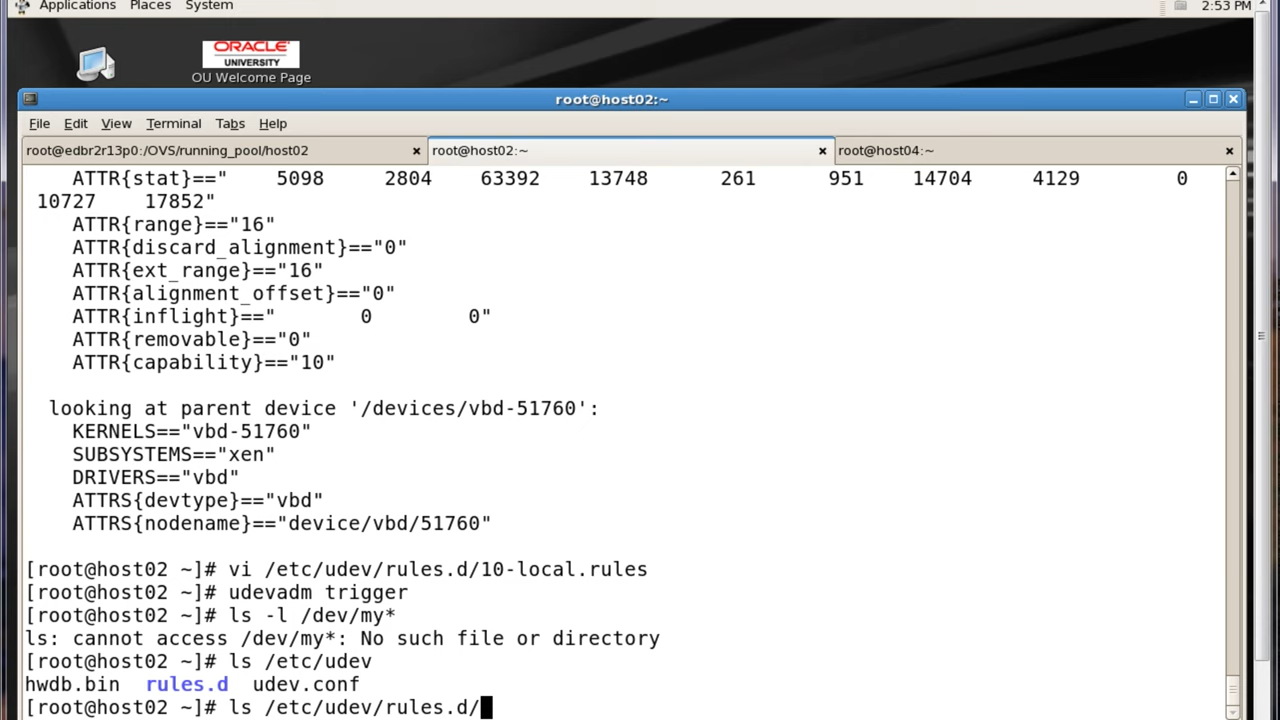 Applications Places System 2:53 PM
ORACLE
UNIVERSITY
OU Welcome Page
root@host02:~
File Edit View Terminal Tabs Help
root@edbr2r13p0:/OVS/running_pool/host02 root@host02:~ root@host04:~
ATTR{stat}==" 5098 2804 63392 13748 261 951 14704 4129 0
10727 17852"
ATTR{range}=="16"
ATTR{discard_alignment}=="0"
ATTR{ext_range}=="16"
ATTR{alignment_offset}=="0"
ATTR{inflight}==" 0 0"
ATTR{removable}=="0"
ATTR{capability}=="10"
looking at parent device '/devices/vbd-51760':
KERNELS=="vbd-51760"
SUBSYSTEMS=="xen"
DRIVERS=="vbd"
ATTRS{devtype}=="vbd"
ATTRS{nodename}=="device/vbd/51760"
[root@host02 ~]# vi /etc/udev/rules.d/10-local.rules
[root@host02 ~]# udevadm trigger
[root@host02 ~]# ls -l /dev/my*
ls: cannot access /dev/my*: No such file or directory
[root@host02 ~]# ls /etc/udev
hwdb.bin rules.d udev.conf
[root@host02 ~]# ls /etc/udev/rules.d/